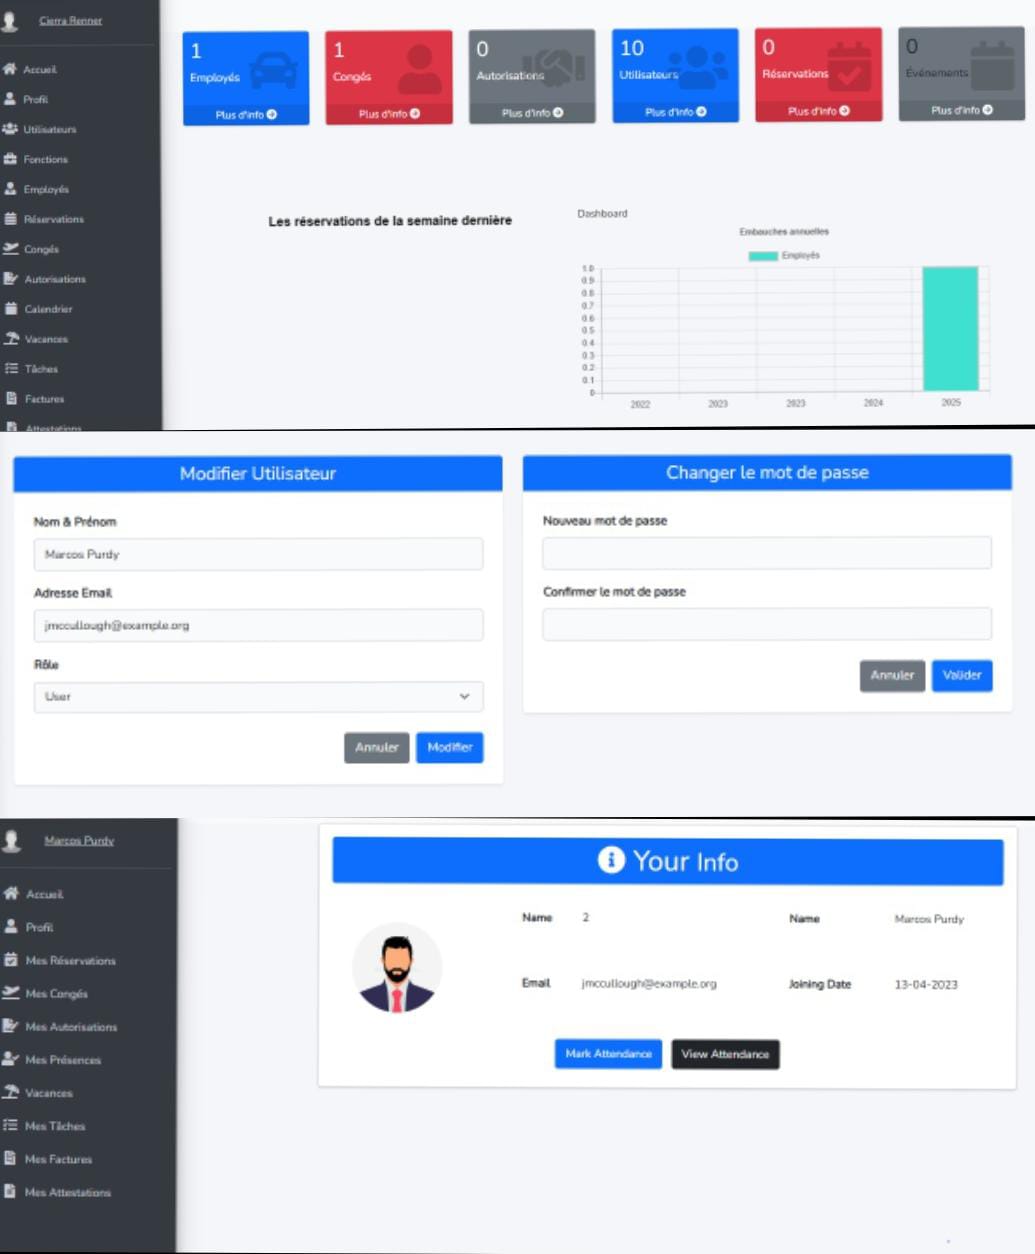 Cierra Renner
Accueil
Profil
Utilisateurs
Fonctions
Employés
Réservations
Congés
Autorisations
Calendrier
Vacances
Tâches
Factures
Attestations
1
Employés
Plus d'info
1
Congés
Plus d'info
0
Autorisations
Plus d'info
10
Utilisateurs
Plus d'info
0
Réservations
Plus d'info
0
Événements
Plus d'info
Les réservations de la semaine dernière
Dashboard
Embauches annuelles
Employés
1.0
0.9
0.8
0.7
0.6
0.5
0.4
0.3
0.2
0.1
0
2022 2023 2023 2024 2025
Modifier Utilisateur
Nom & Prénom
Marcos Purdy
Adresse Email
jmccullough@example.org
Rôle
User
Annuler Modifier
Changer le mot de passe
Nouveau mot de passe
Confirmer le mot de passe
Annuler Valider
Marcos Purdy
Accueil
Profil
Mes Réservations
Mes Congés
Mes Autorisations
Mes Présences
Vacances
Mes Tâches
Mes Factures
Mes Attestations
Your Info
Name 2 Name Marcos Purdy
Email jmccullough@example.org Joining Date 13-04-2023
Mark Attendance View Attendance